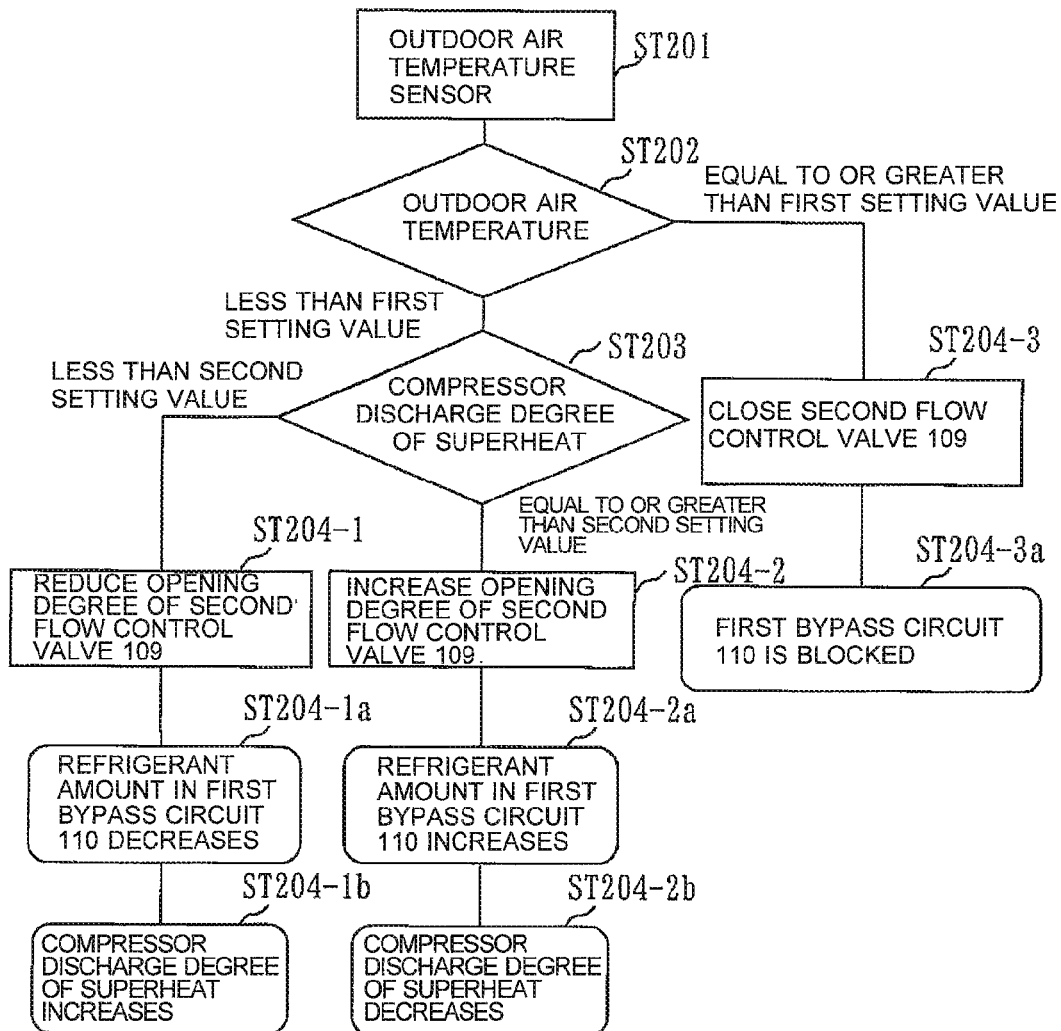 OUTDOOR AIR
TEMPERATURE
SENSOR
ST201
ST202
OUTDOOR AIR
TEMPERATURE
EQUAL TO OR GREATER
THAN FIRST SETTING VALUE
LESS THAN FIRST
SETTING VALUE
ST203
COMPRESSOR
DISCHARGE DEGREE
OF SUPERHEAT
LESS THAN SECOND
SETTING VALUE
ST204-3
CLOSE SECOND FLOW
CONTROL VALVE 109
EQUAL TO OR GREATER
THAN SECOND SETTING
VALUE
ST204-1
REDUCE OPENING
DEGREE OF SECOND
FLOW CONTROL
VALVE 109
ST204-2
INCREASE OPENING
DEGREE OF SECOND
FLOW CONTROL
VALVE 109.
ST204-3a
FIRST BYPASS CIRCUIT
110 IS BLOCKED
ST204-1a
REFRIGERANT
AMOUNT IN FIRST
BYPASS CIRCUIT
110 DECREASES
ST204-2a
REFRIGERANT
AMOUNT IN FIRST
BYPASS CIRCUIT
110 INCREASES
ST204-1b
COMPRESSOR
DISCHARGE DEGREE
OF SUPERHEAT
INCREASES
ST204-2b
COMPRESSOR
DISCHARGE DEGREE
OF SUPERHEAT
DECREASES